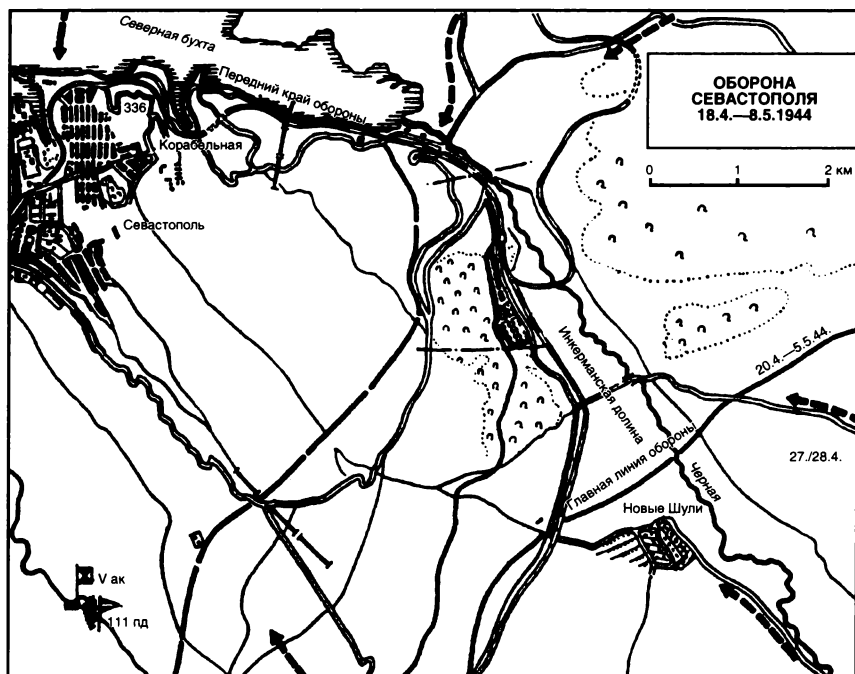 Северная бухта
Передний край обороны
ОБОРОНА
СЕВАСТОПОЛЯ
18.4.—8.5.1944
0 1 2 км
336
Корабельная
Севастополь
20.4.—5.5.44.
Инкерманская долина
27./28.4.
Главная линия обороны
Черная
Новые Шули
V ак
111 пд